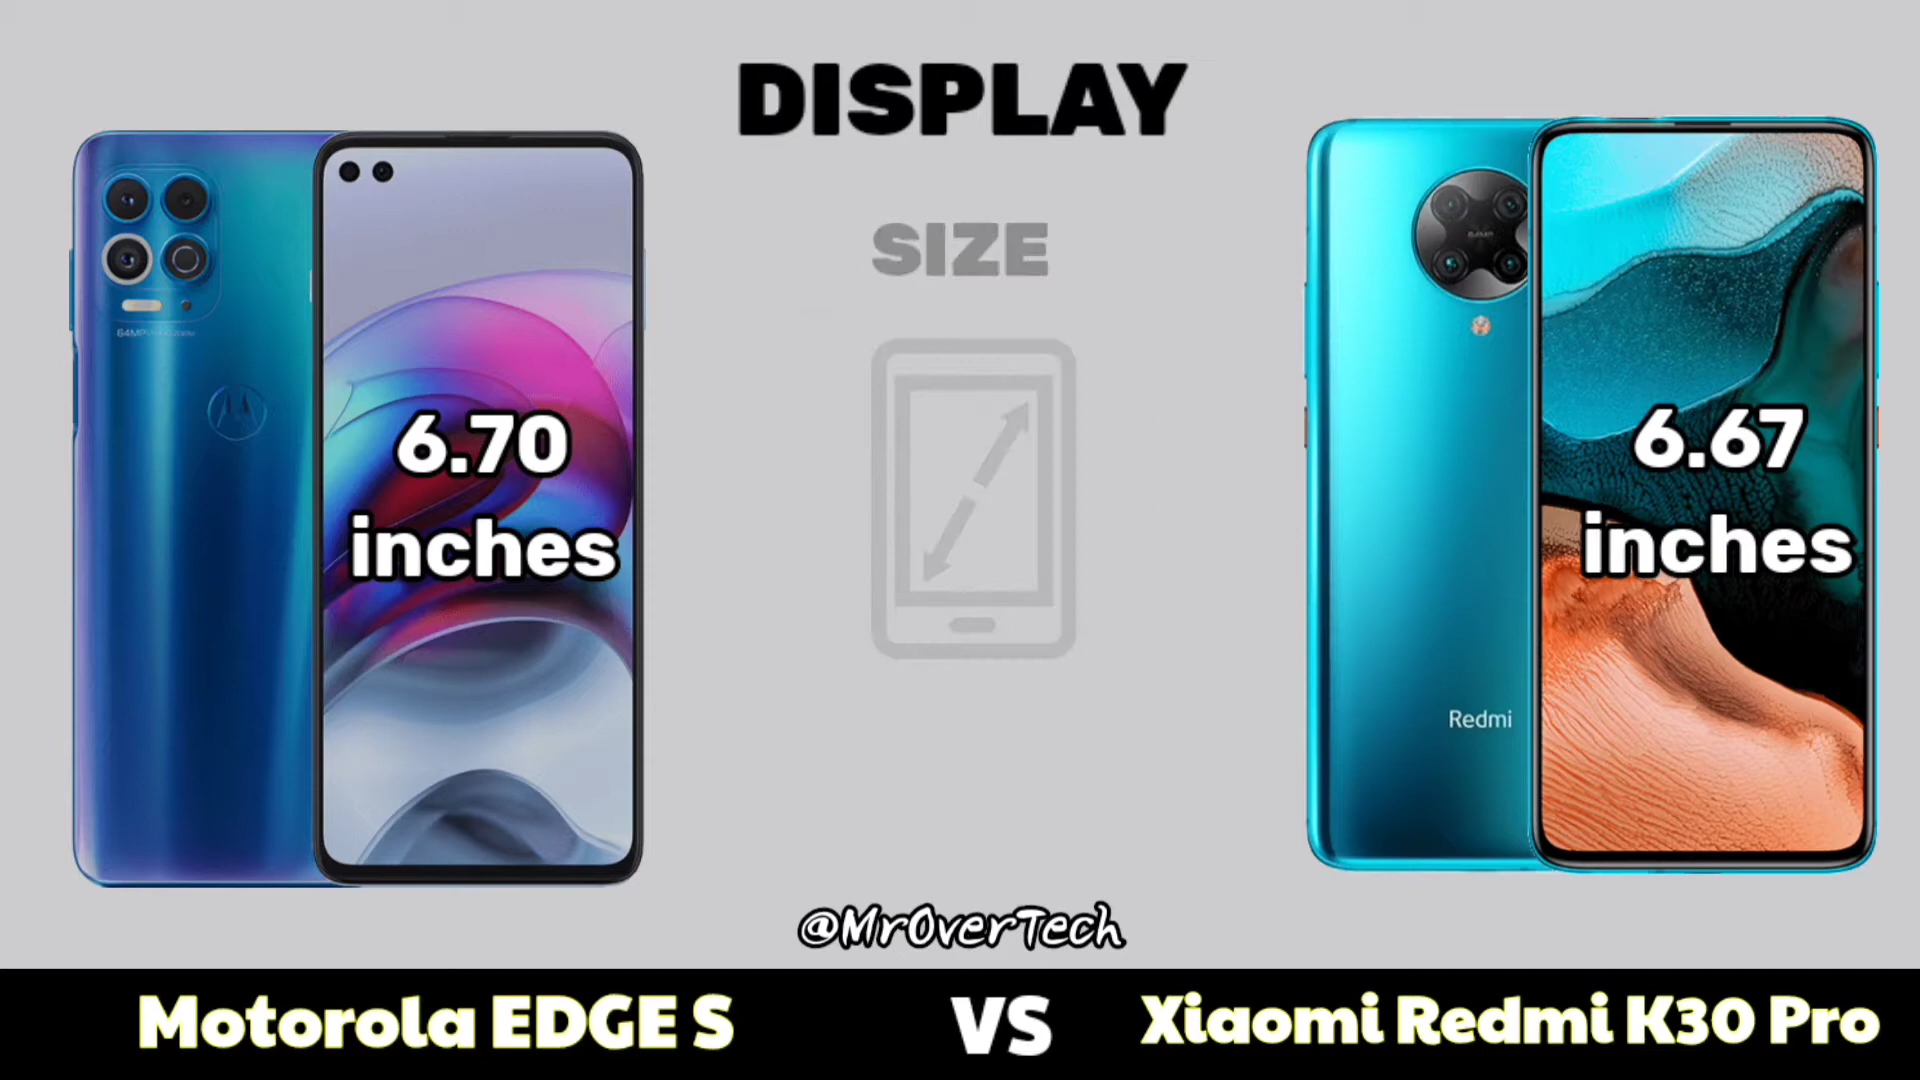 DISPLAY
SIZE
6.70
inches
6.67
inches
Redmi
@MrOverTech
Motorola EDGE S
VS
Xiaomi Redmi K30 Pro